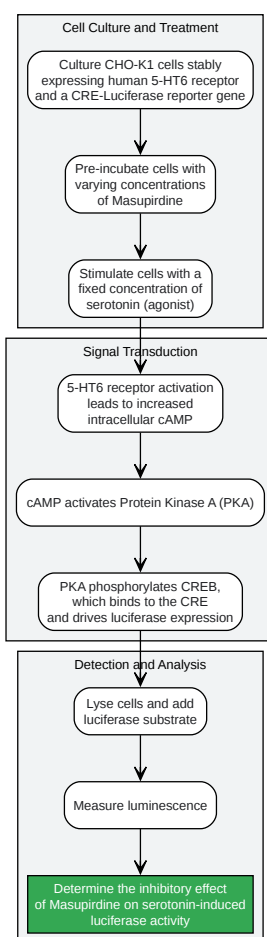 Cell Culture and Treatment
Culture CHO-K1 cells stably
expressing human 5-HT6 receptor
and a CRE-Luciferase reporter gene
Pre-incubate cells with
varying concentrations
of Masupirdine
Stimulate cells with a
fixed concentration of
serotonin (agonist)
Signal Transduction
5-HT6 receptor activation
leads to increased
intracellular cAMP
cAMP activates Protein Kinase A (PKA)
PKA phosphorylates CREB,
which binds to the CRE
and drives luciferase expression
Detection and Analysis
Lyse cells and add
luciferase substrate
Measure luminescence
Determine the inhibitory effect
of Masupirdine on serotonin-induced
luciferase activity